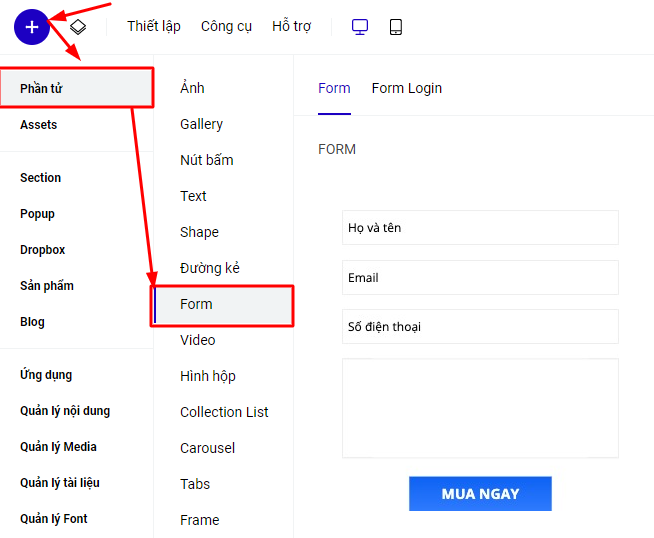 Thiết lập Công cụ Hỗ trợ
Phần tử
Assets
Section
Popup
Dropbox
Sản phẩm
Blog
Ứng dụng
Quản lý nội dung
Quản lý Media
Quản lý tài liệu
Quản lý Font
Ảnh
Gallery
Nút bấm
Text
Shape
Đường kẻ
Form
Video
Hình hộp
Collection List
Carousel
Tabs
Frame
Form Form Login
FORM
Họ và tên
Email
Số điện thoại
MUA NGAY